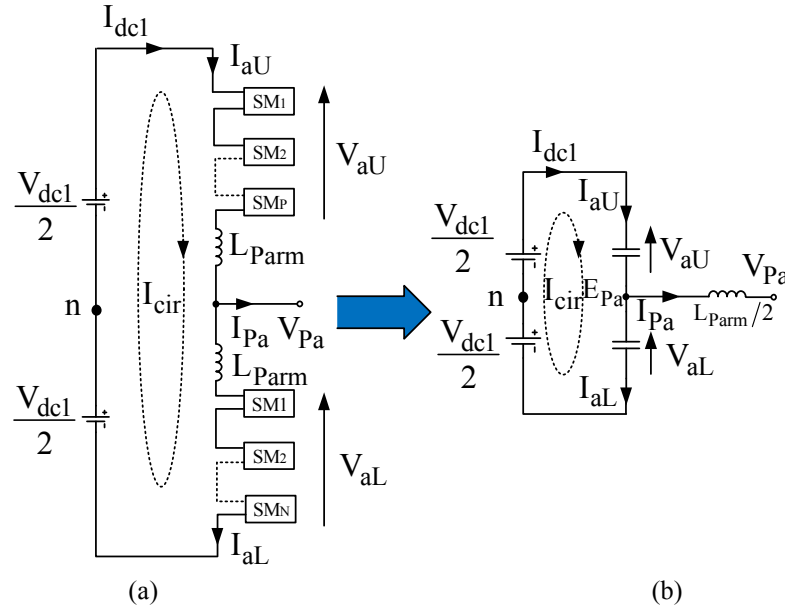 I_dc1
I_aU
SM1
SM2
SMP
V_aU
V_dc1/2
L_Parm
n
I_cir
I_Pa
V_Pa
L_Parm
V_dc1/2
SM1
SM2
SMN
V_aL
I_aL
(a)
I_dc1
I_aU
V_dc1/2
V_aU
n
I_cir
E_Pa
V_Pa
I_Pa
L_Parm/2
V_dc1/2
V_aL
I_aL
(b)